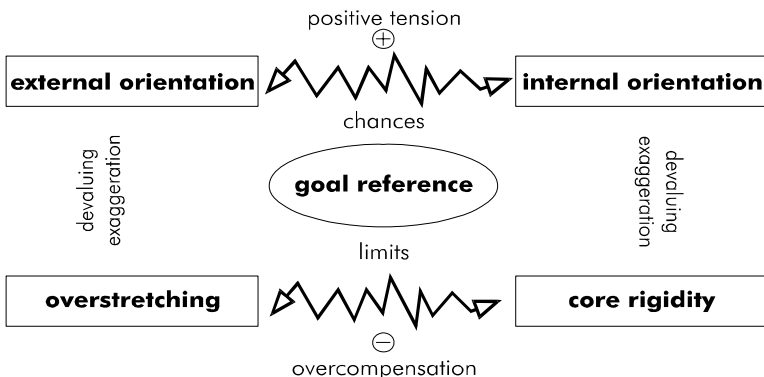 positive tension
+
external orientation
internal orientation
chances
devaluing
exaggeration
goal reference
devaluing
exaggeration
limits
overstretching
core rigidity
−
overcompensation